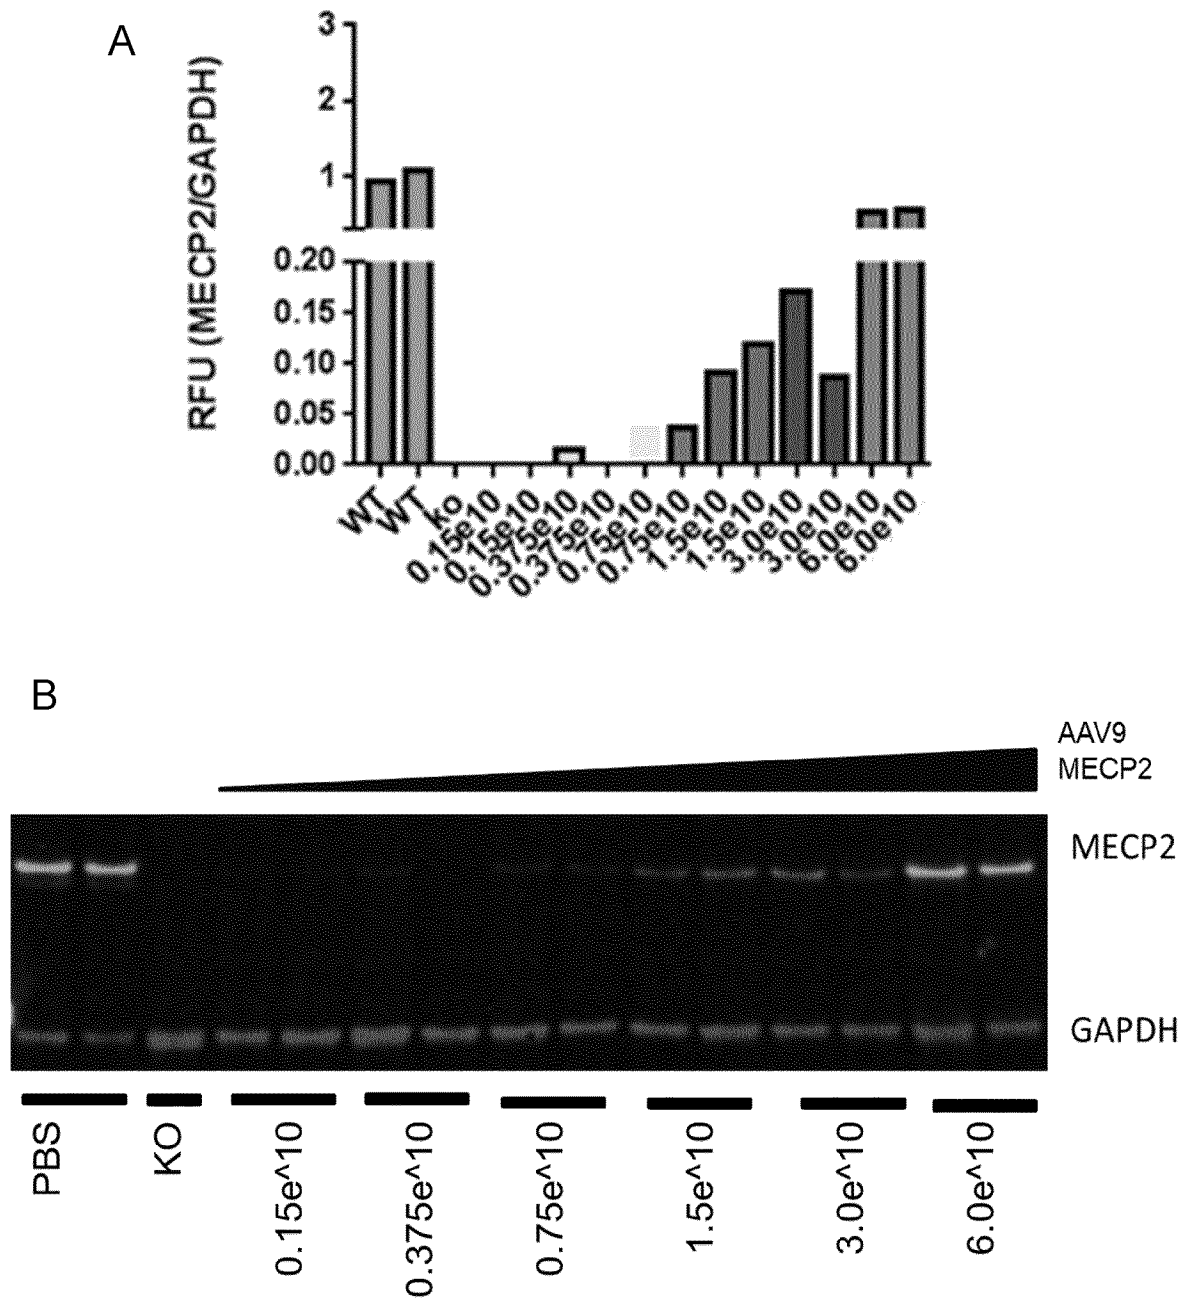 A
RFU (MECP2/GAPDH)
3
2
1
0.20
0.15
0.10
0.05
0.00
WT
WT
ko
0.15e10
0.15e10
0.375e10
0.375e10
0.75e10
0.75e10
1.5e10
1.5e10
3.0e10
3.0e10
6.0e10
6.0e10
B
AAV9
MECP2
MECP2
GAPDH
PBS
KO
0.15e^10
0.375e^10
0.75e^10
1.5e^10
3.0e^10
6.0e^10